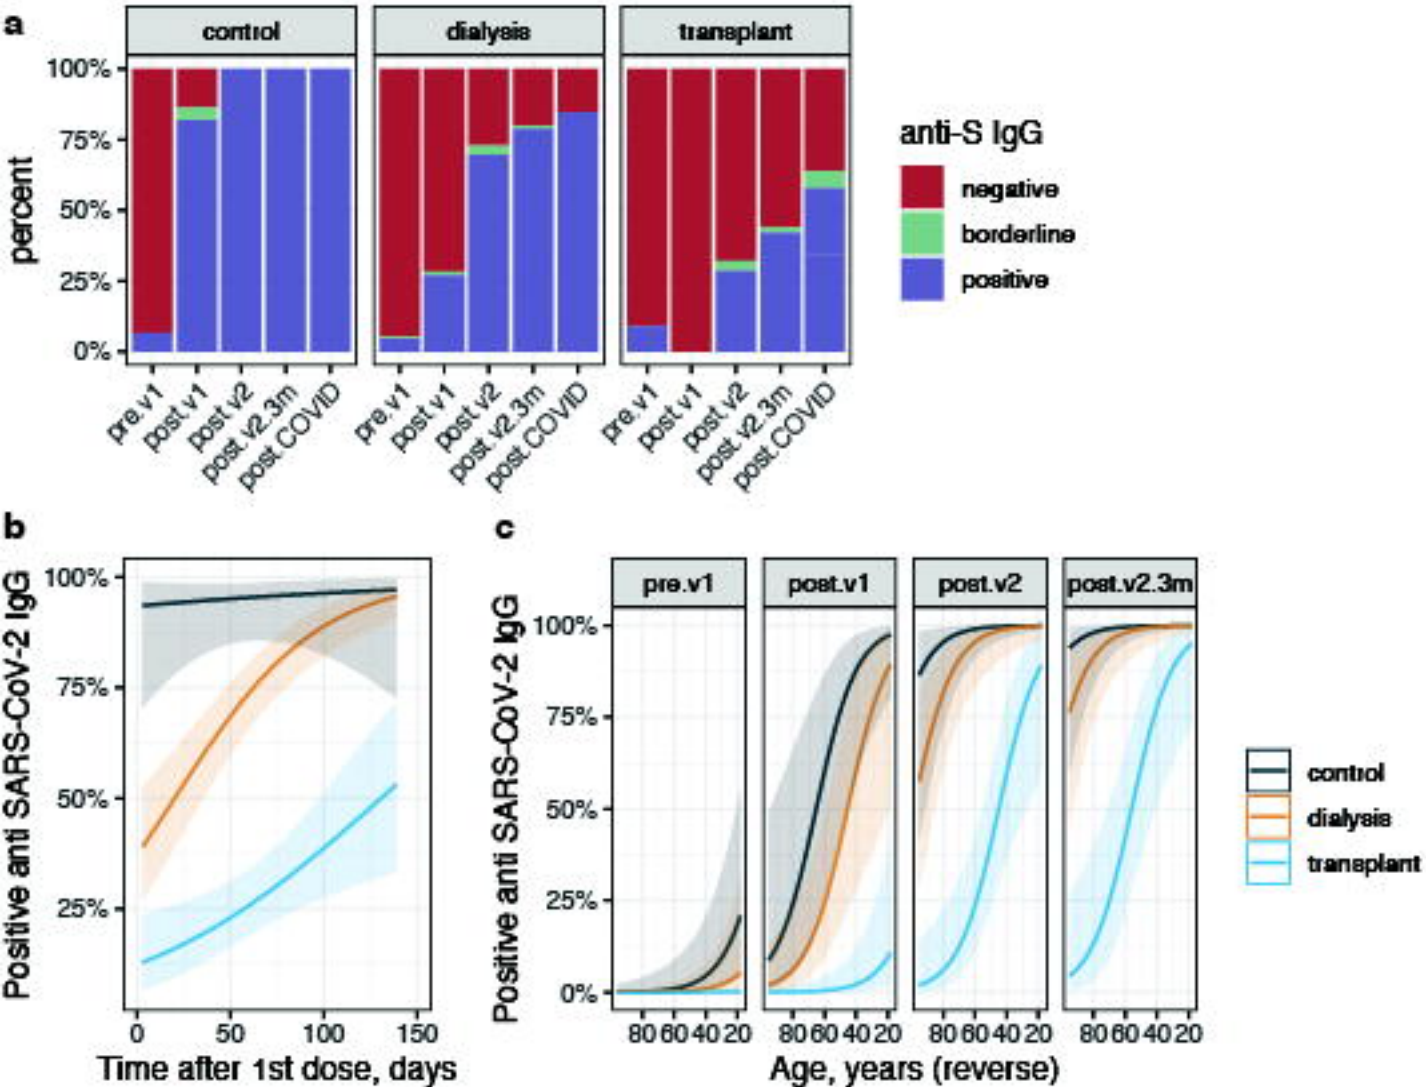 a
control dialysis transplant
100%
75%
50%
25%
0%
percent
pre.v1 post.v1 post.v2 post.v2.3m post.COVID
pre.v1 post.v1 post.v2 post.v2.3m post.COVID
pre.v1 post.v1 post.v2 post.v2.3m post.COVID
anti-S IgG
negative
borderline
positive
b
Positive anti SARS-CoV-2 IgG
100%
75%
50%
25%
0 50 100 150
Time after 1st dose, days
c
Positive anti SARS-CoV-2 IgG
pre.v1 post.v1 post.v2 post.v2.3m
100%
75%
50%
25%
0%
80 60 40 20 80 60 40 20 80 60 40 20 80 60 40 20
Age, years (reverse)
control
dialysis
transplant